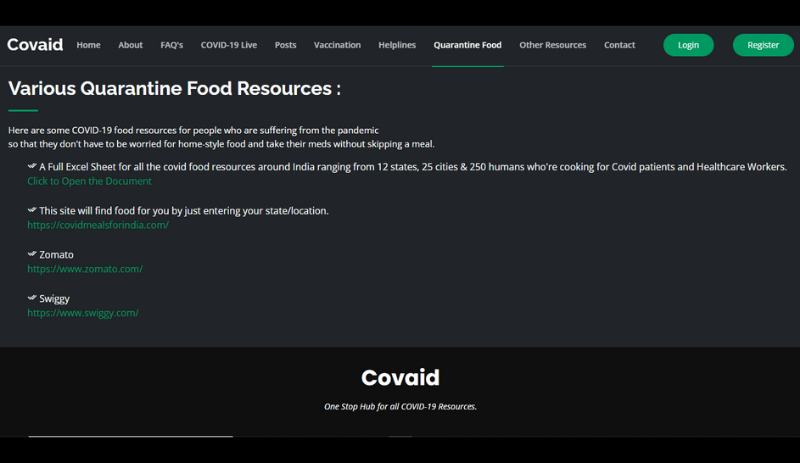 Covaid Home About FAQ's COVID-19 Live Posts Vaccination Helplines Quarantine Food Other Resources Contact Login Register
Various Quarantine Food Resources :
Here are some COVID-19 food resources for people who are suffering from the pandemic
so that they don't have to be worried for home-style food and take their meds without skipping a meal.
A Full Excel Sheet for all the covid food resources around India ranging from 12 states, 25 cities & 250 humans who're cooking for Covid patients and Healthcare Workers.
Click to Open the Document
This site will find food for you by just entering your state/location.
https://covidmealsforindia.com/
Zomato
https://www.zomato.com/
Swiggy
https://www.swiggy.com/
Covaid
One Stop Hub for all COVID-19 Resources.